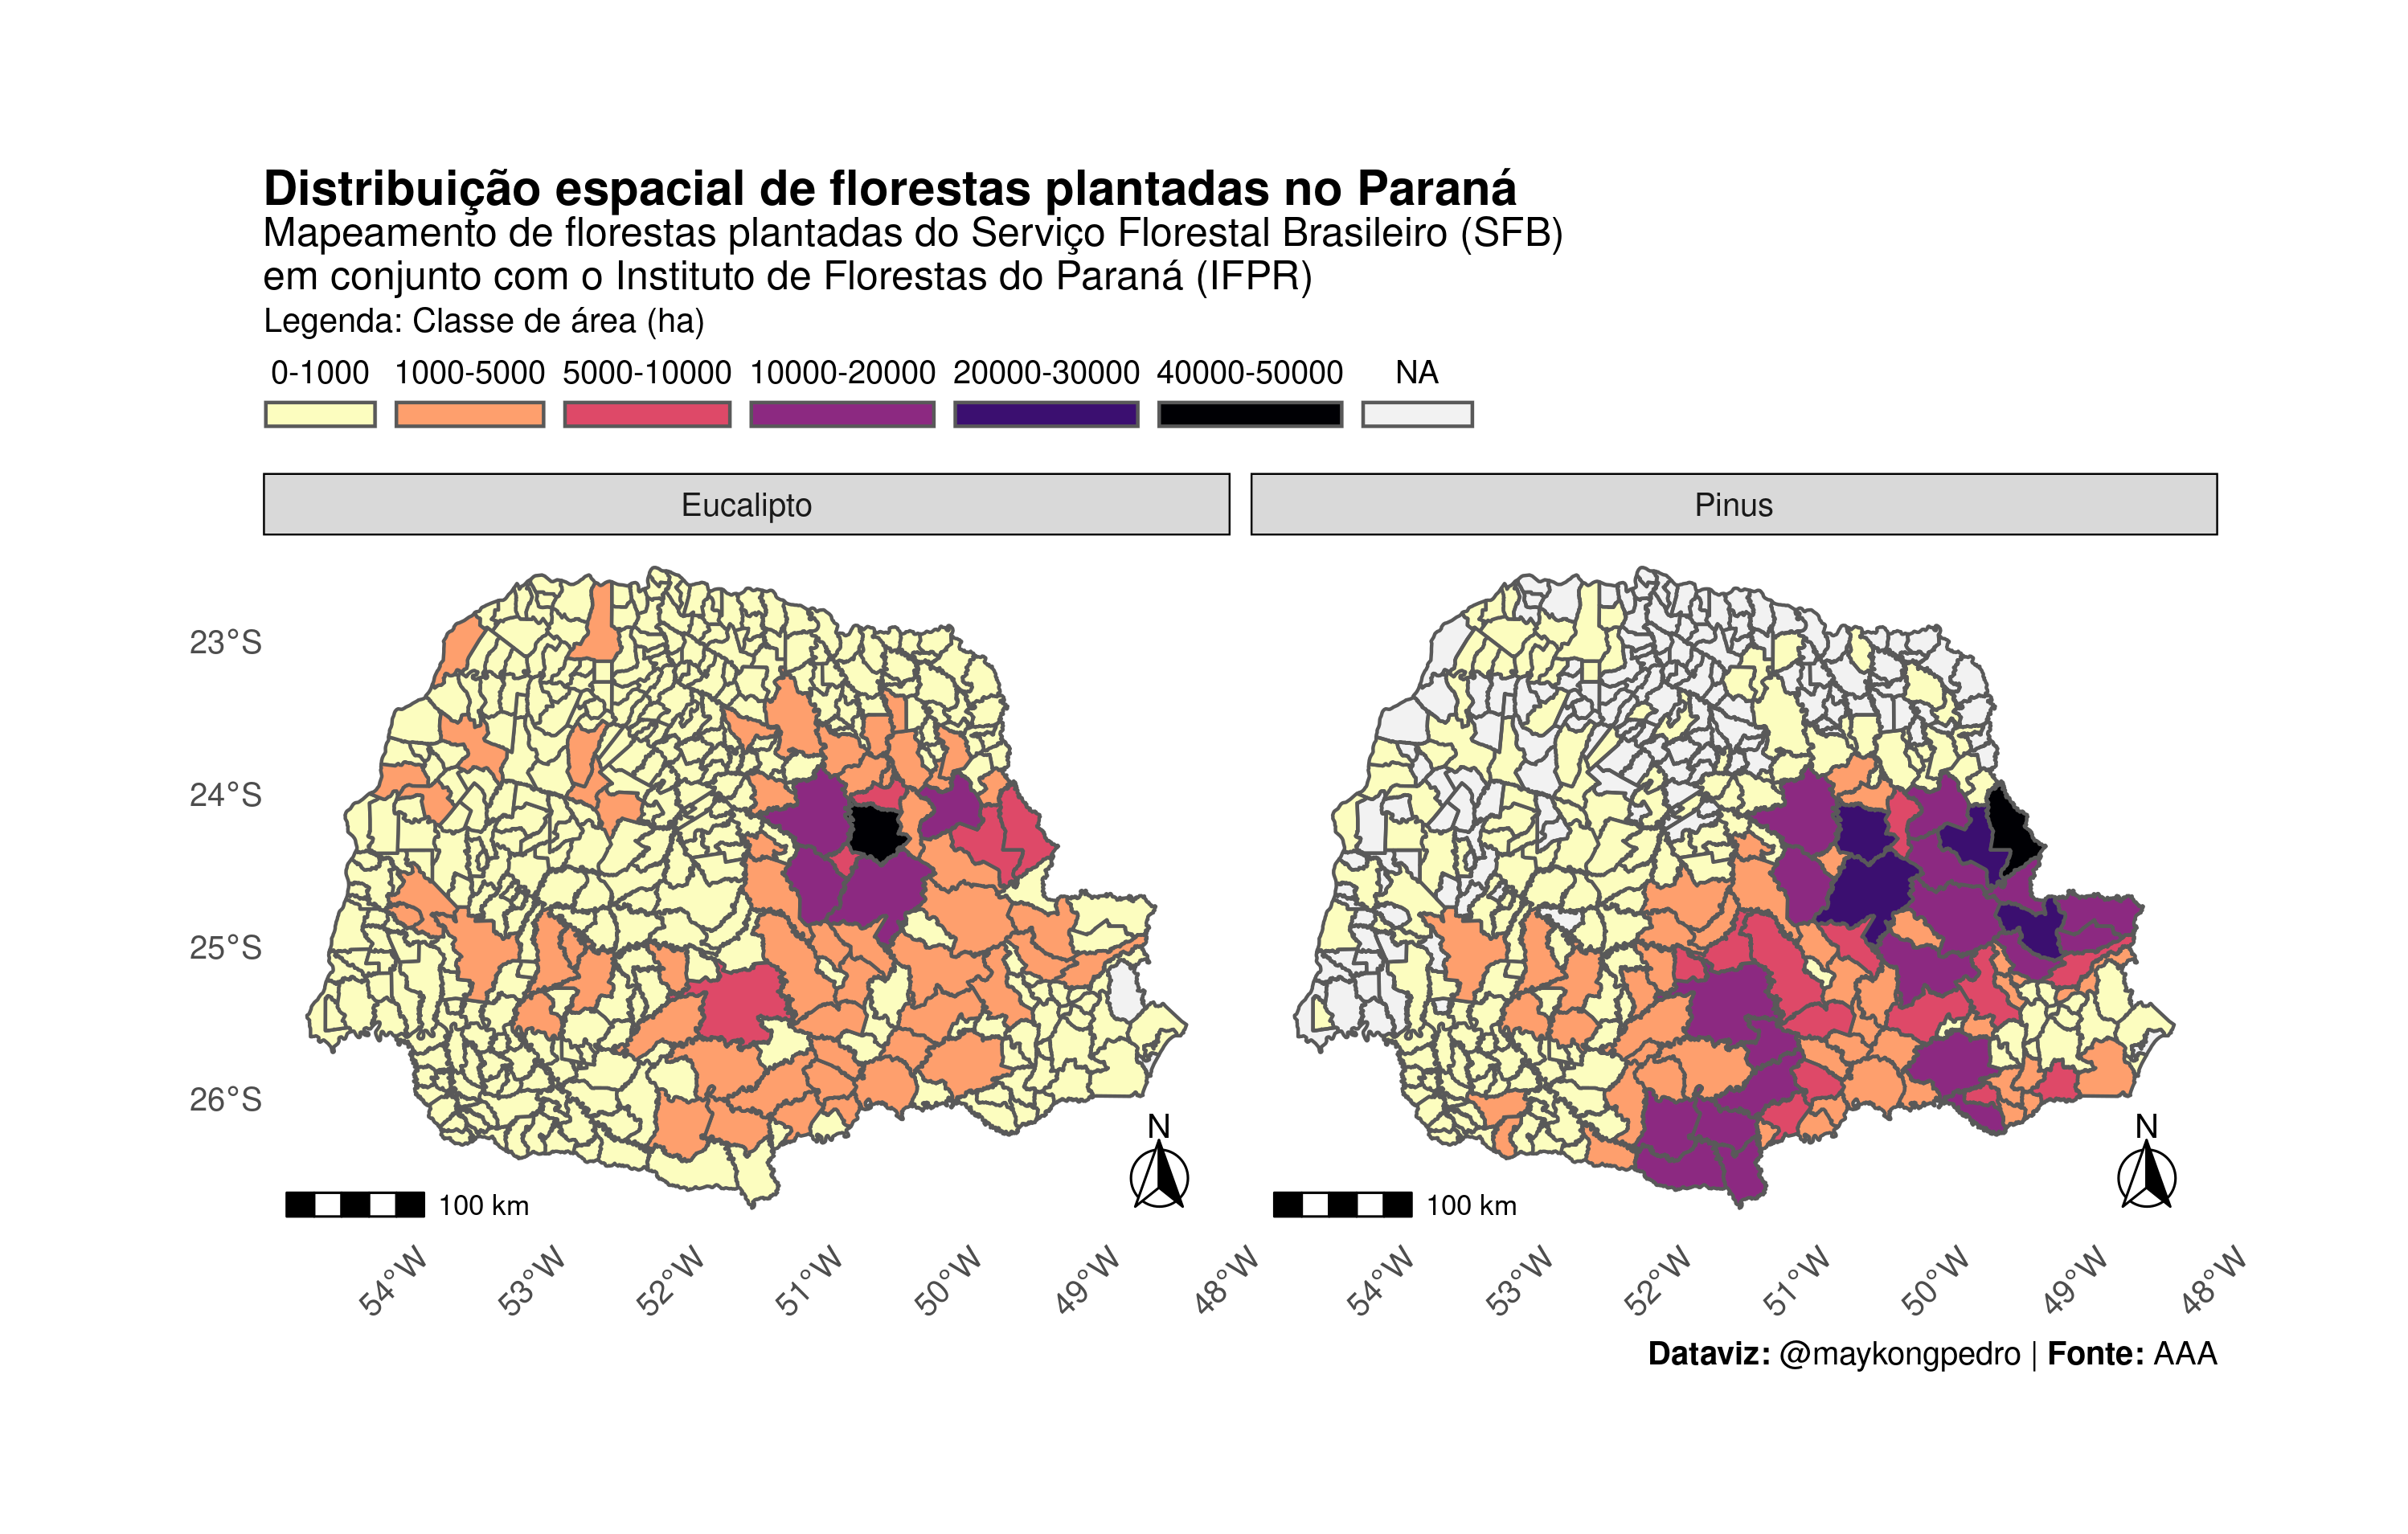 Distribuição espacial de florestas plantadas no Paraná
Mapeamento de florestas plantadas do Serviço Florestal Brasileiro (SFB)
em conjunto com o Instituto de Florestas do Paraná (IFPR)
Legenda: Classe de área (ha)
0-1000 1000-5000 5000-10000 10000-20000 20000-30000 40000-50000 NA
Eucalipto Pinus
23°S
24°S
25°S
26°S
N N
100 km 100 km
54°W 53°W 52°W 51°W 50°W 49°W 48°W 54°W 53°W 52°W 51°W 50°W 49°W 48°W
Dataviz: @maykongpedro | Fonte: AAA